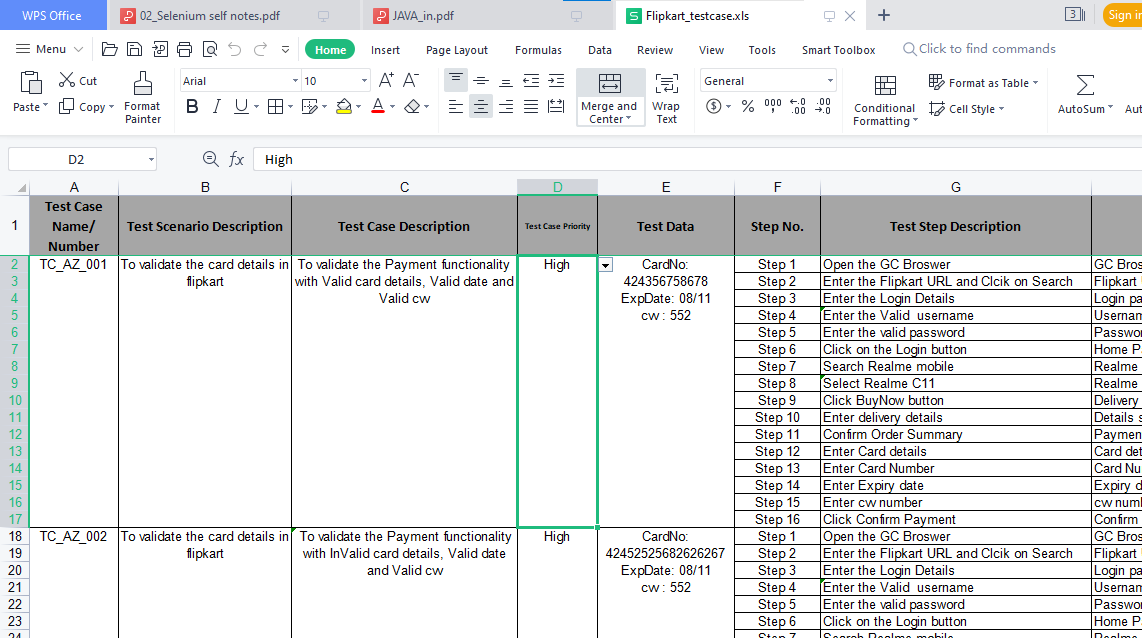 WPS Office 02_Selenium self notes.pdf JAVA_in.pdf Flipkart_testcase.xls + 3 Sign in
Menu Home Insert Page Layout Formulas Data Review View Tools Smart Toolbox Click to find commands
Paste Cut Copy Format Painter Arial 10 A+ A- B I U A Merge and Center Wrap Text General Conditional Formatting Format as Table Cell Style AutoSum Aut
D2 fx High
A B C D E F G
1 Test Case Name/ Number Test Scenario Description Test Case Description Test Case Priority Test Data Step No. Test Step Description
2 TC_AZ_001 To validate the card details in To validate the Payment functionality High CardNo: Step 1 Open the GC Broswer GC Bros
3 flipkart with Valid card details, Valid date and 424356758678 Step 2 Enter the Flipkart URL and Clcik on Search Flipkart
4 Valid cvv ExpDate: 08/11 Step 3 Enter the Login Details Login pa
5 cvv : 552 Step 4 Enter the Valid  username Usernam
6 Step 5 Enter the valid password Passwor
7 Step 6 Click on the Login button Home P
8 Step 7 Search Realme mobile Realme
9 Step 8 Select Realme C11 Realme
10 Step 9 Click BuyNow button Delivery
11 Step 10 Enter delivery details Details s
12 Step 11 Confirm Order Summary Paymen
13 Step 12 Enter Card details Card det
14 Step 13 Enter Card Number Card Nu
15 Step 14 Enter Expiry date Expiry d
16 Step 15 Enter cvv number cvv numb
17 Step 16 Click Confirm Payment Confirm
18 TC_AZ_002 To validate the card details in To validate the Payment functionality High CardNo: Step 1 Open the GC Broswer GC Bros
19 flipkart with InValid card details, Valid date 42452525682626267 Step 2 Enter the Flipkart URL and Clcik on Search Flipkart
20 and Valid cvv ExpDate: 08/11 Step 3 Enter the Login Details Login pa
21 cvv : 552 Step 4 Enter the Valid  username Usernam
22 Step 5 Enter the valid password Passwor
23 Step 6 Click on the Login button Home P
24 Step 7 Search Realme mobile Realme